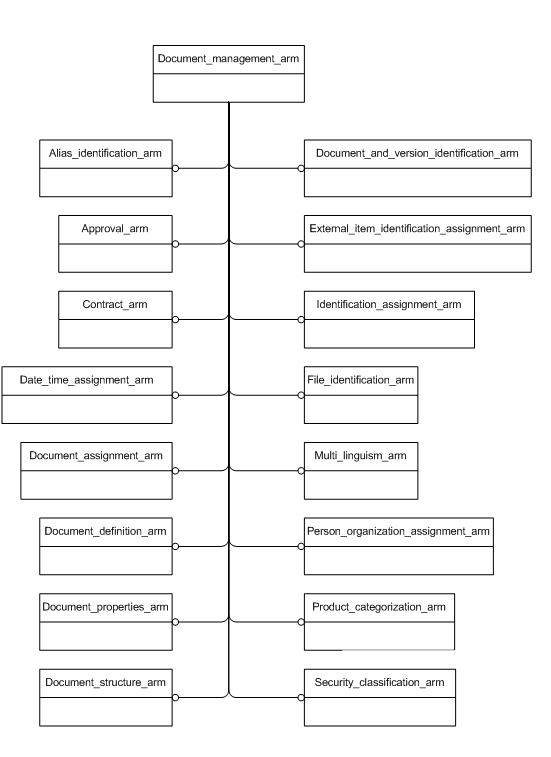 Document_management_arm
Alias_identification_arm
Document_and_version_identification_arm
Approval_arm
External_item_identification_assignment_arm
Contract_arm
Identification_assignment_arm
Date_time_assignment_arm
File_identification_arm
Document_assignment_arm
Multi_linguism_arm
Document_definition_arm
Person_organization_assignment_arm
Document_properties_arm
Product_categorization_arm
Document_structure_arm
Security_classification_arm